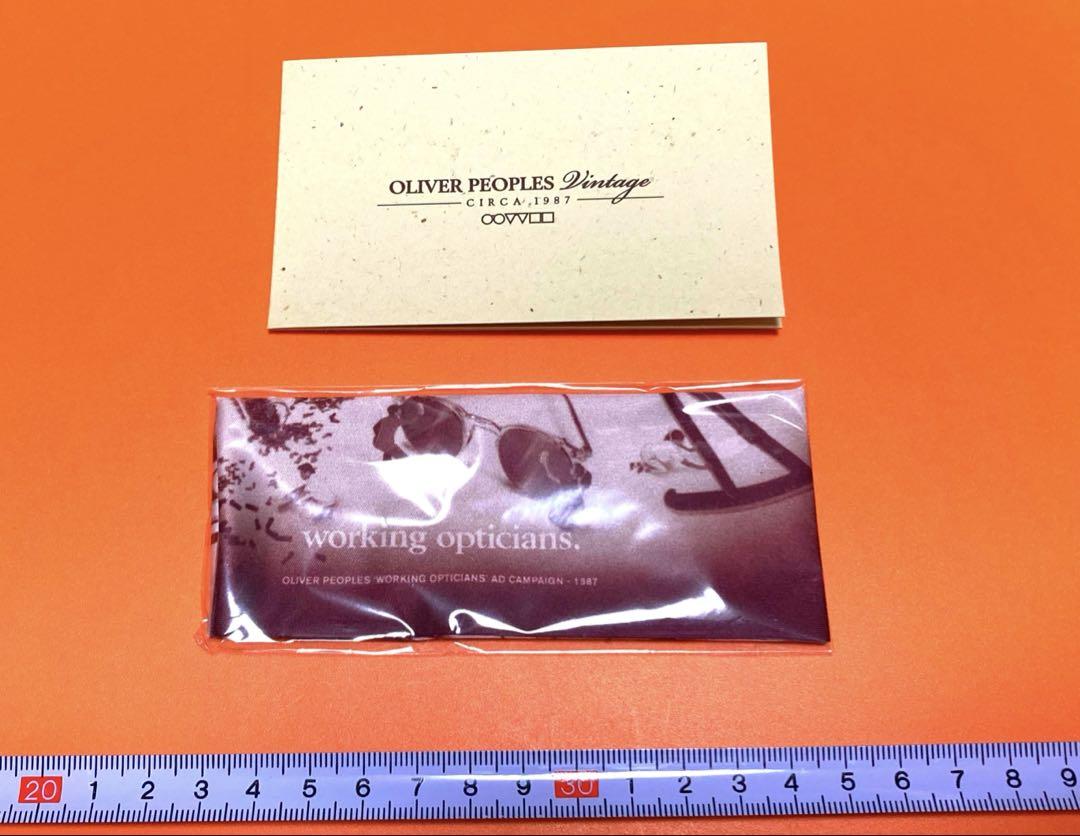 OLIVER PEOPLES Vintage
CIRCA 1987
working opticians.
OLIVER PEOPLES 'WORKING OPTICIANS' AD CAMPAIGN - 1987
20 1 2 3 4 5 6 7 8 9 30 1 2 3 4 5 6 7 8 9